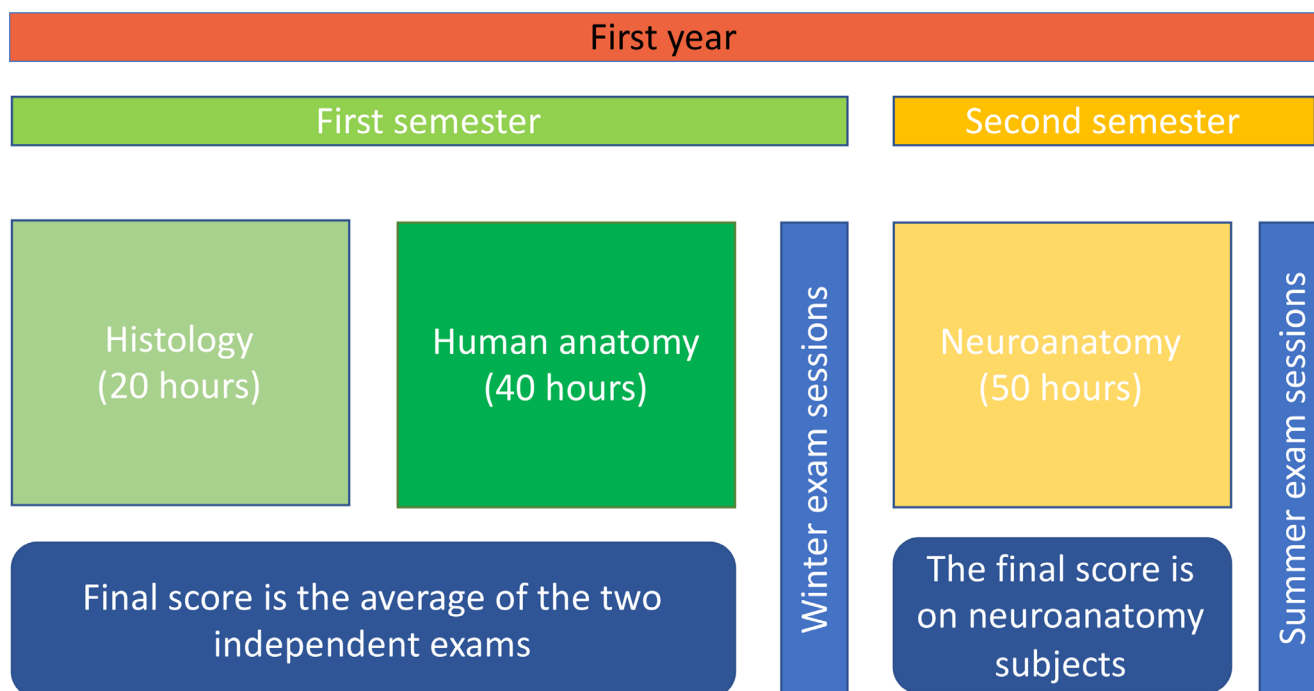 First year
First semester
Second semester
Histology
(20 hours)
Human anatomy
(40 hours)
Winter exam sessions
Neuroanatomy
(50 hours)
Summer exam sessions
Final score is the average of the two
independent exams
The final score is
on neuroanatomy
subjects